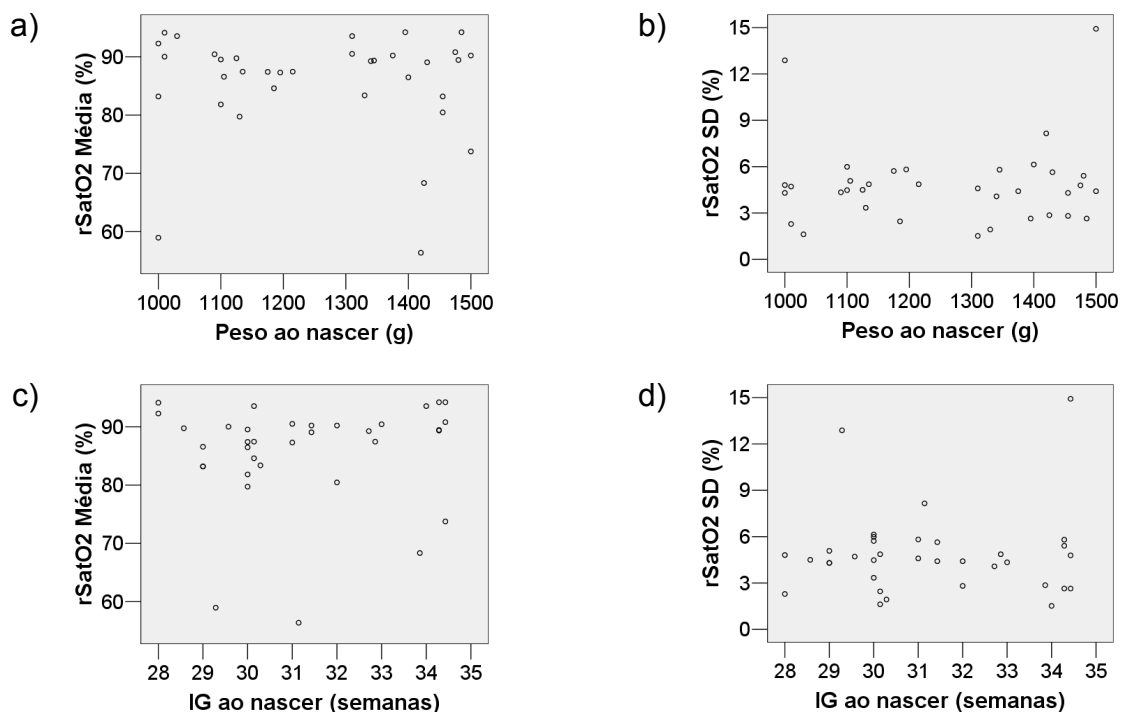 a)
rSatO2 Média (%)
90
80
70
60
1000 1100 1200 1300 1400 1500
Peso ao nascer (g)
b)
rSatO2 SD (%)
15
12
9
6
3
0
1000 1100 1200 1300 1400 1500
Peso ao nascer (g)
c)
rSatO2 Média (%)
90
80
70
60
28 29 30 31 32 33 34 35
IG ao nascer (semanas)
d)
rSatO2 SD (%)
15
12
9
6
3
0
28 29 30 31 32 33 34 35
IG ao nascer (semanas)